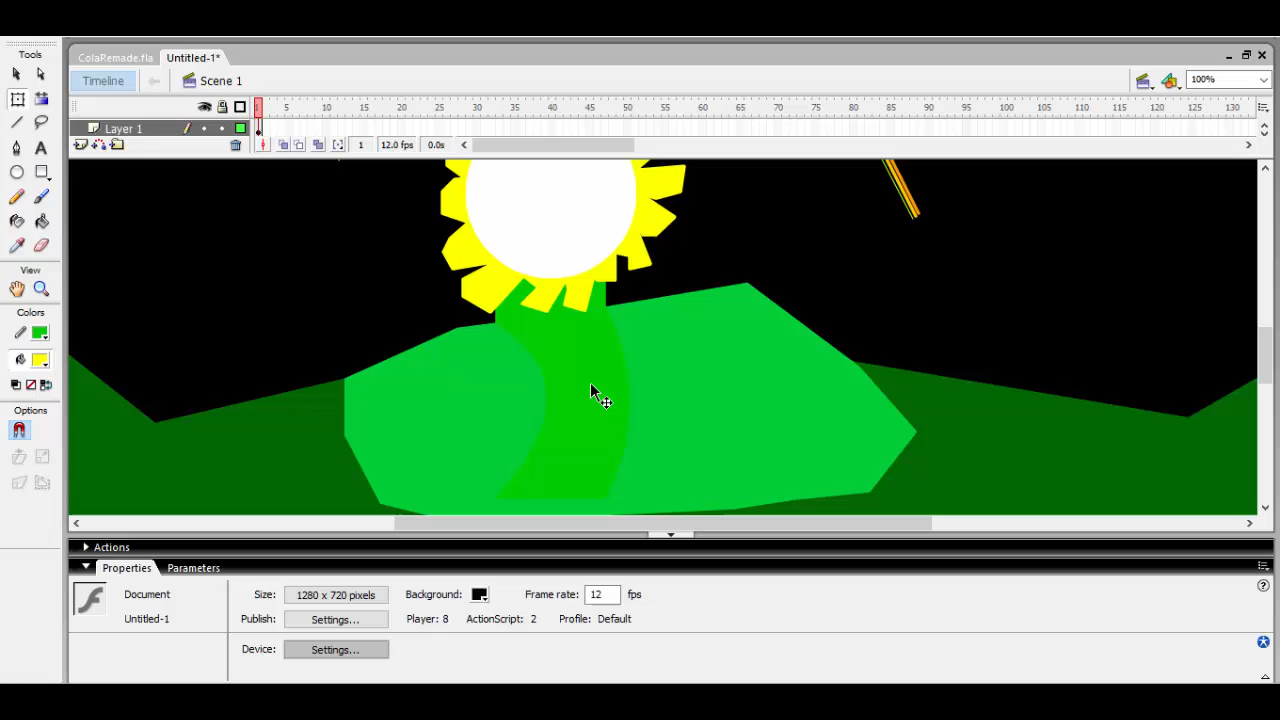 Tools
ColaRemade.fla Untitled-1*
Timeline Scene 1 100%
1 5 10 15 20 25 30 35 40 45 50 55 60 65 70 75 80 85 90 95 100 105 110 115 120 125 130
Layer 1
1 12.0 fps 0.0s
A
View
Colors
Options
Actions
Properties Parameters
Document Size: 1280 x 720 pixels Background: Frame rate: 12 fps
Untitled-1 Publish: Settings... Player: 8 ActionScript: 2 Profile: Default
Device: Settings...